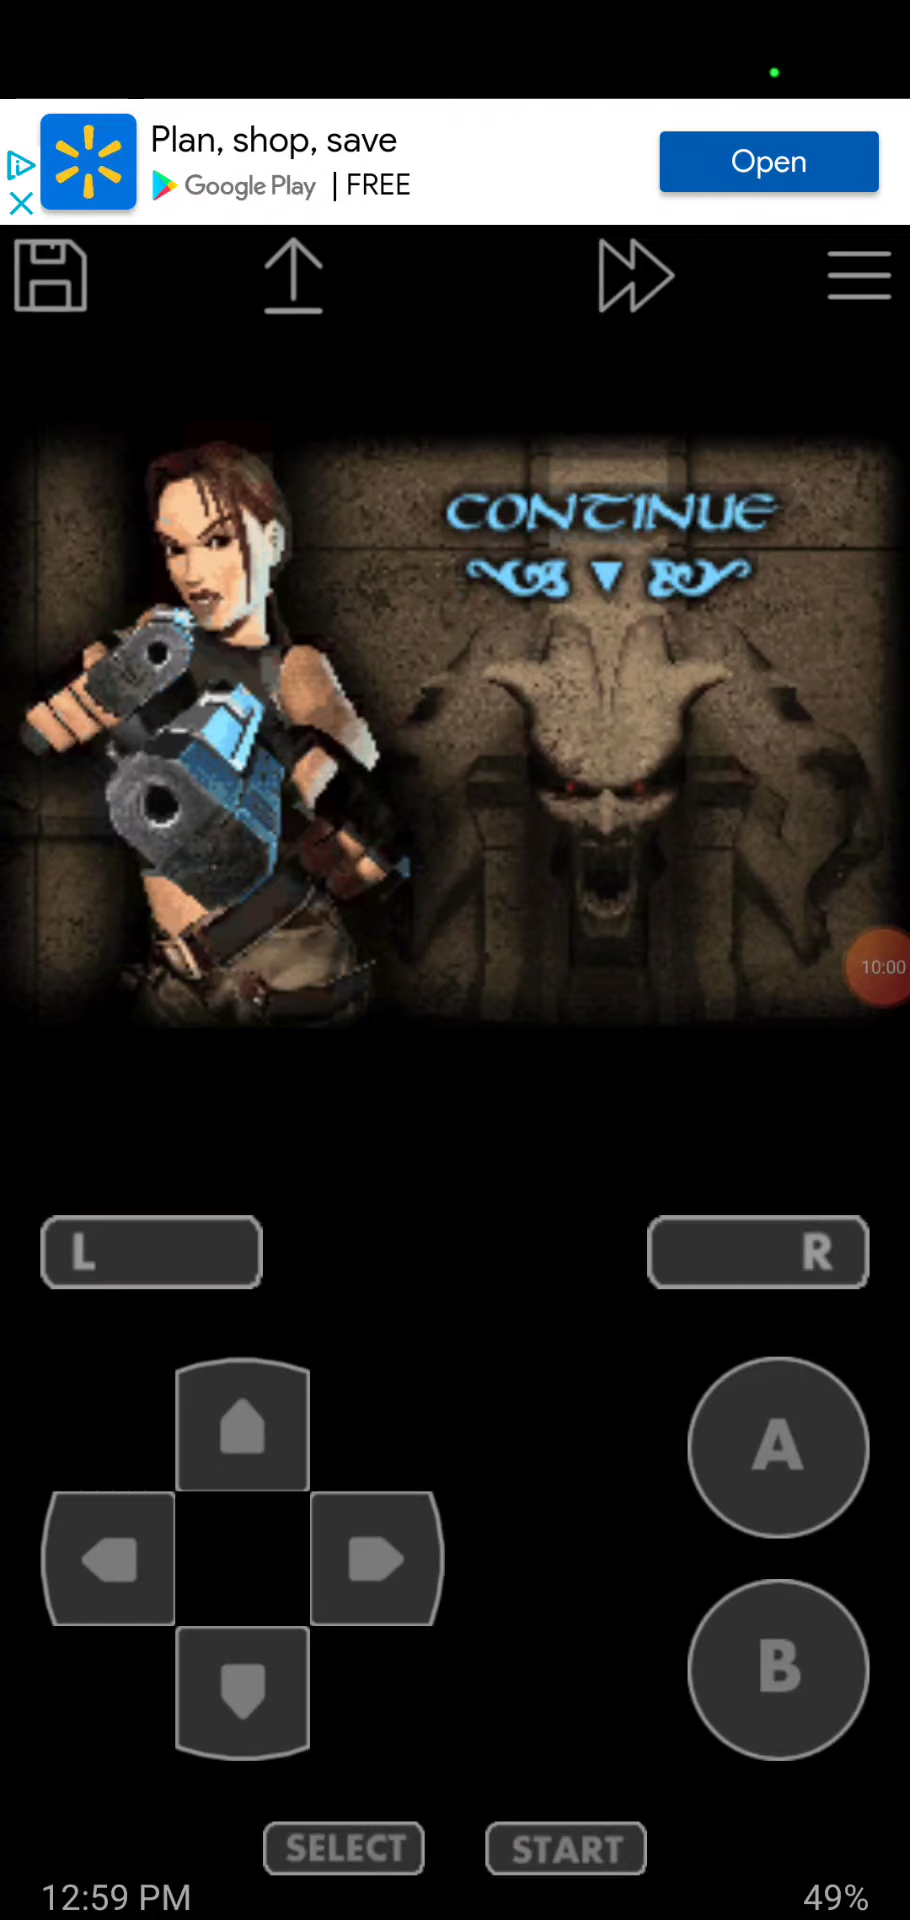 Plan, shop, save
Google Play | FREE
Open
CONTINUE
10:00
L
R
A
B
SELECT
START
12:59 PM
49%